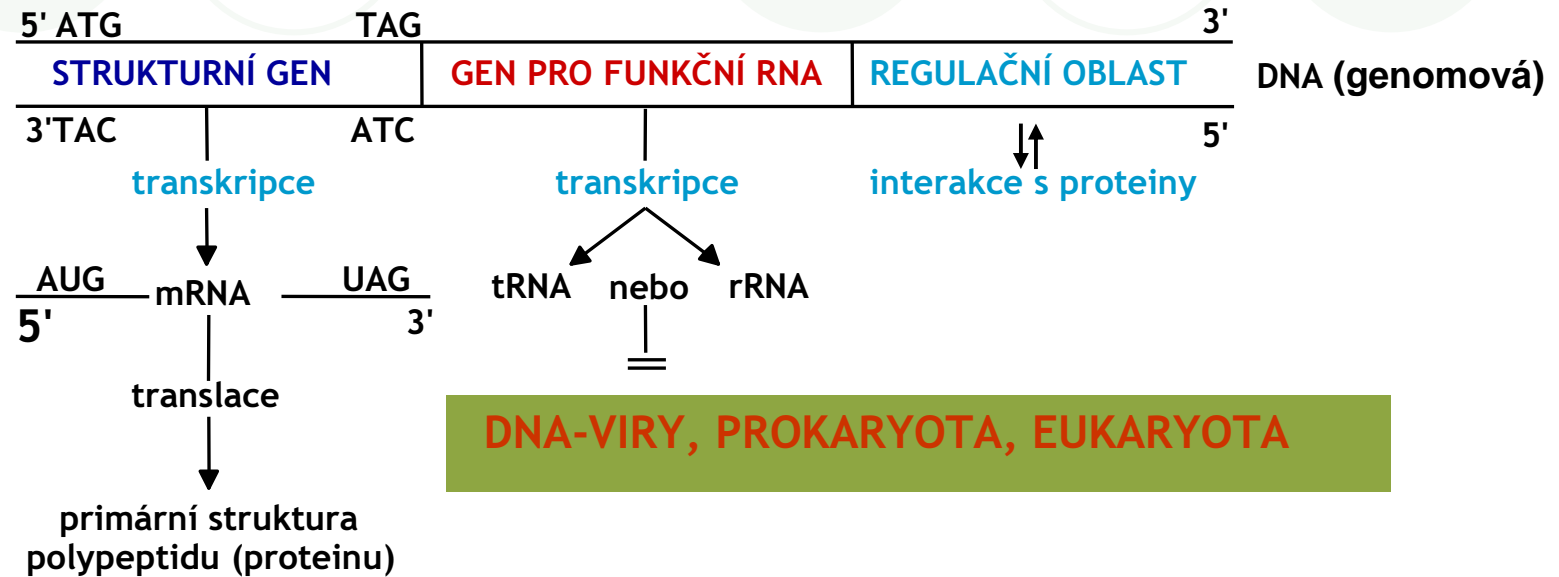 5' ATG TAG 3'
STRUKTURNÍ GEN GEN PRO FUNKČNÍ RNA REGULAČNÍ OBLAST DNA (genomová)
3'TAC ATC 5'
transkripce transkripce interakce s proteiny
AUG mRNA UAG tRNA nebo rRNA
5' 3'
translace
DNA-VIRY, PROKARYOTA, EUKARYOTA
primární struktura
polypeptidu (proteinu)